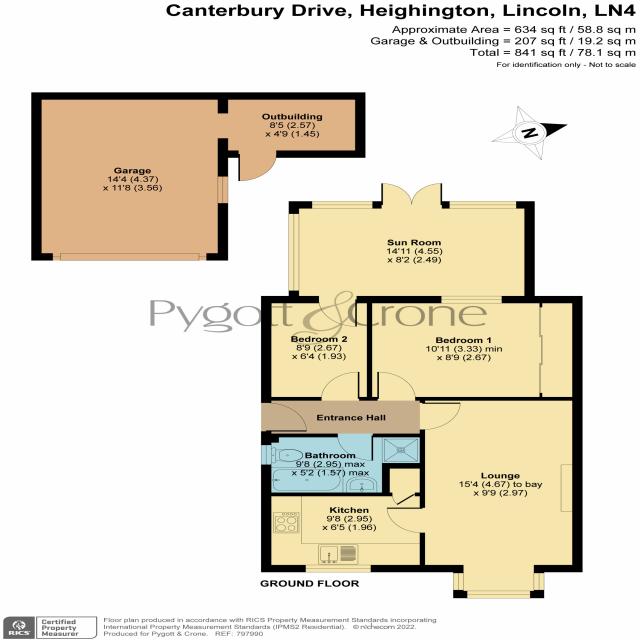 Canterbury Drive, Heighington, Lincoln, LN4
Approximate Area = 634 sq ft / 58.8 sq m
Garage & Outbuilding = 207 sq ft / 19.2 sq m
Total = 841 sq ft / 78.1 sq m
For identification only - Not to scale
Outbuilding
8'5 (2.57)
x 4'9 (1.45)
N
Garage
14'4 (4.37)
x 11'8 (3.56)
Sun Room
14'11 (4.55)
x 8'2 (2.49)
Pygott & Crone
Bedroom 2
8'9 (2.67)
x 6'4 (1.93)
Bedroom 1
10'11 (3.33) min
x 8'9 (2.67)
Entrance Hall
Bathroom
9'8 (2.95) max
x 5'2 (1.57) max
Lounge
15'4 (4.67) to bay
x 9'9 (2.97)
Kitchen
9'8 (2.95)
x 6'5 (1.96)
GROUND FLOOR
RICS
Certified
Property
Measurer
Floor plan produced in accordance with RICS Property Measurement Standards incorporating
International Property Measurement Standards (IPMS2 Residential). © nichecom 2022.
Produced for Pygott & Crone. REF: 797990